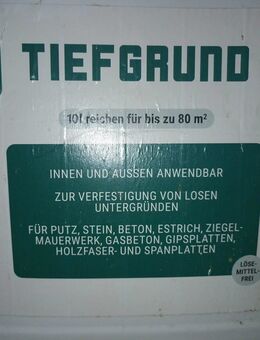 TIEFGRUND
10l reichen für bis zu 80 m²
INNEN UND AUSSEN ANWENDBAR
ZUR VERFESTIGUNG VON LOSEN
UNTERGRÜNDEN
FÜR PUTZ, STEIN, BETON, ESTRICH, ZIEGEL-
MAUERWERK, GASBETON, GIPSPLATTEN,
HOLZFASER- UND SPANPLATTEN
LÖSE-
MITTEL-
FREI